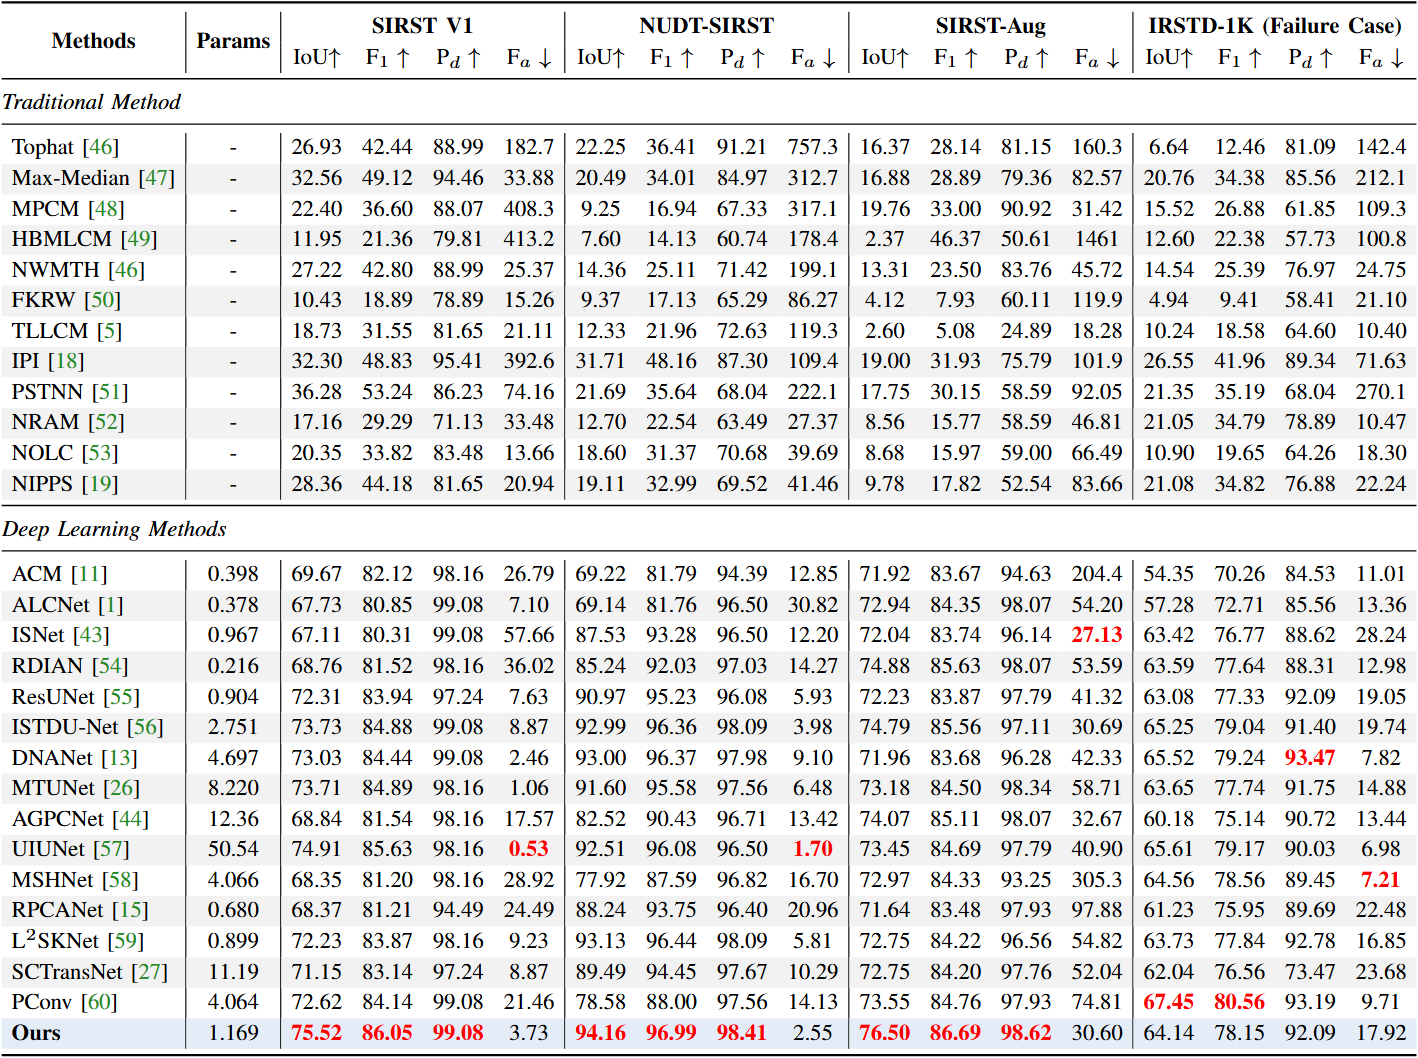 Methods Params SIRST V1 NUDT-SIRST SIRST-Aug IRSTD-1K (Failure Case)
IoU↑ F1 ↑ Pd ↑ Fa ↓ IoU↑ F1 ↑ Pd ↑ Fa ↓ IoU↑ F1 ↑ Pd ↑ Fa ↓ IoU↑ F1 ↑ Pd ↑ Fa ↓
Traditional Method
Tophat [46] - 26.93 42.44 88.99 182.7 22.25 36.41 91.21 757.3 16.37 28.14 81.15 160.3 6.64 12.46 81.09 142.4
Max-Median [47] - 32.56 49.12 94.46 33.88 20.49 34.01 84.97 312.7 16.88 28.89 79.36 82.57 20.76 34.38 85.56 212.1
MPCM [48] - 22.40 36.60 88.07 408.3 9.25 16.94 67.33 317.1 19.76 33.00 90.92 31.42 15.52 26.88 61.85 109.3
HBMLCM [49] - 11.95 21.36 79.81 413.2 7.60 14.13 60.74 178.4 2.37 46.37 50.61 1461 12.60 22.38 57.73 100.8
NWMTH [46] - 27.22 42.80 88.99 25.37 14.36 25.11 71.42 199.1 13.31 23.50 83.76 45.72 14.54 25.39 76.97 24.75
FKRW [50] - 10.43 18.89 78.89 15.26 9.37 17.13 65.29 86.27 4.12 7.93 60.11 119.9 4.94 9.41 58.41 21.10
TLLCM [5] - 18.73 31.55 81.65 21.11 12.33 21.96 72.63 119.3 2.60 5.08 24.89 18.28 10.24 18.58 64.60 10.40
IPI [18] - 32.30 48.83 95.41 392.6 31.71 48.16 87.30 109.4 19.00 31.93 75.79 101.9 26.55 41.96 89.34 71.63
PSTNN [51] - 36.28 53.24 86.23 74.16 21.69 35.64 68.04 222.1 17.75 30.15 58.59 92.05 21.35 35.19 68.04 270.1
NRAM [52] - 17.16 29.29 71.13 33.48 12.70 22.54 63.49 27.37 8.56 15.77 58.59 46.81 21.05 34.79 78.89 10.47
NOLC [53] - 20.35 33.82 83.48 13.66 18.60 31.37 70.68 39.69 8.68 15.97 59.00 66.49 10.90 19.65 64.26 18.30
NIPPS [19] - 28.36 44.18 81.65 20.94 19.11 32.99 69.52 41.46 9.78 17.82 52.54 83.66 21.08 34.82 76.88 22.24
Deep Learning Methods
ACM [11] 0.398 69.67 82.12 98.16 26.79 69.22 81.79 94.39 12.85 71.92 83.67 94.63 204.4 54.35 70.26 84.53 11.01
ALCNet [1] 0.378 67.73 80.85 99.08 7.10 69.14 81.76 96.50 30.82 72.94 84.35 98.07 54.20 57.28 72.71 85.56 13.36
ISNet [43] 0.967 67.11 80.31 99.08 57.66 87.53 93.28 96.50 12.20 72.04 83.74 96.14 27.13 63.42 76.77 88.62 28.24
RDIAN [54] 0.216 68.76 81.52 98.16 36.02 85.24 92.03 97.03 14.27 74.88 85.63 98.07 53.59 63.59 77.64 88.31 12.98
ResUNet [55] 0.904 72.31 83.94 97.24 7.63 90.97 95.23 96.08 5.93 72.23 83.87 97.79 41.32 63.08 77.33 92.09 19.05
ISTDU-Net [56] 2.751 73.73 84.88 99.08 8.87 92.99 96.36 98.09 3.98 74.79 85.56 97.11 30.69 65.25 79.04 91.40 19.74
DNANet [13] 4.697 73.03 84.44 99.08 2.46 93.00 96.37 97.98 9.10 71.96 83.68 96.28 42.33 65.52 79.24 93.47 7.82
MTUNet [26] 8.220 73.71 84.89 98.16 1.06 91.60 95.58 97.56 6.48 73.18 84.50 98.34 58.71 63.65 77.74 91.75 14.88
AGPCNet [44] 12.36 68.84 81.54 98.16 17.57 82.52 90.43 96.71 13.42 74.07 85.11 98.07 32.67 60.18 75.14 90.72 13.44
UIUNet [57] 50.54 74.91 85.63 98.16 0.53 92.51 96.08 96.50 1.70 73.45 84.69 97.79 40.90 65.61 79.17 90.03 6.98
MSHNet [58] 4.066 68.35 81.20 98.16 28.92 77.92 87.59 96.82 16.70 72.97 84.33 93.25 305.3 64.56 78.56 89.45 7.21
RPCANet [15] 0.680 68.37 81.21 94.49 24.49 88.24 93.75 96.40 20.96 71.64 83.48 97.93 97.88 61.23 75.95 89.69 22.48
L²SKNet [59] 0.899 72.23 83.87 98.16 9.23 93.13 96.44 98.09 5.81 72.75 84.22 96.56 54.82 63.73 77.84 92.78 16.85
SCTransNet [27] 11.19 71.15 83.14 97.24 8.87 89.49 94.45 97.67 10.29 72.75 84.20 97.76 52.04 62.04 76.56 73.47 23.68
PConv [60] 4.064 72.62 84.14 99.08 21.46 78.58 88.00 97.56 14.13 73.55 84.76 97.93 74.81 67.45 80.56 93.19 9.71
Ours 1.169 75.52 86.05 99.08 3.73 94.16 96.99 98.41 2.55 76.50 86.69 98.62 30.60 64.14 78.15 92.09 17.92